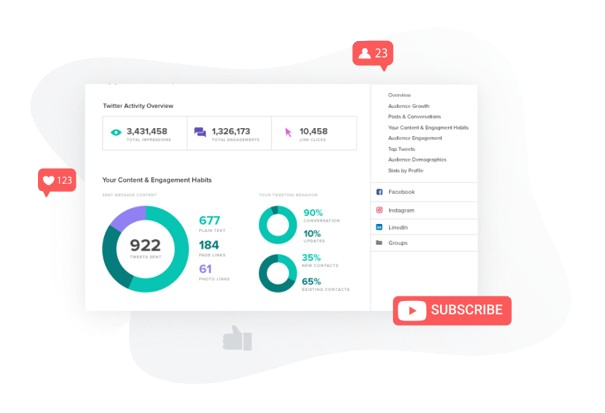 23
Twitter Activity Overview
3,431,458
TOTAL IMPRESSIONS
1,326,173
TOTAL ENGAGEMENTS
10,458
LINK CLICKS
123
Your Content & Engagement Habits
SENT MESSAGE CONTENT
922
TWEETS SENT
677
PLAIN TEXT
184
PAGE LINKS
61
PHOTO LINKS
YOUR TWEETING BEHAVIOR
90%
CONVERSATION
10%
UPDATES
35%
NEW CONTACTS
65%
EXISTING CONTACTS
Overview
Audience Growth
Posts & Conversations
Your Content & Engagment Habits
Audience Engagement
Top Tweets
Audience Demographics
Stats by Profile
Facebook
Instagram
LinkedIn
Groups
SUBSCRIBE